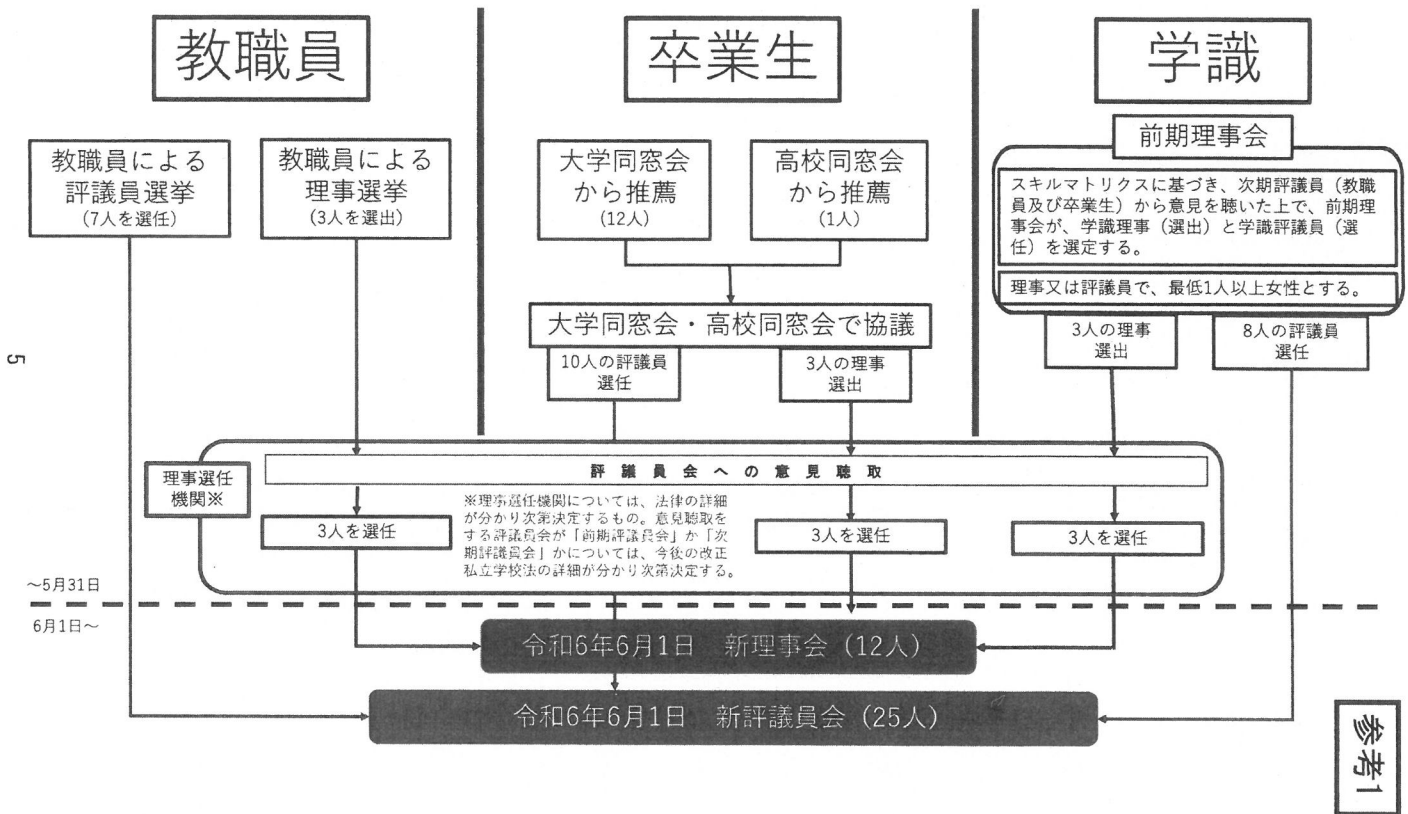 教職員
教職員による
評議員選挙
(7人を選任)
教職員による
理事選挙
(3人を選出)
卒業生
大学同窓会
から推薦
(12人)
高校同窓会
から推薦
(1人)
大学同窓会・高校同窓会で協議
10人の評議員
選任
3人の理事
選出
学識
前期理事会
スキルマトリクスに基づき、次期評議員（教職
員及び卒業生）から意見を聴いた上で、前期理
事会が、学識理事（選出）と学識評議員（選
任）を選定する。
理事又は評議員で、最低1人以上女性とする。
3人の理事
選出
8人の評議員
選任
5
理事選任
機関※
評議員会への意見聴取
3人を選任
※理事選任機関については、法律の詳細
が分かり次第決定するもの。意見聴取を
する評議員会が「前期評議員会」か「次
期評議員会」かについては、今後の改正
私立学校法の詳細が分かり次第決定する。
3人を選任
3人を選任
～5月31日
6月1日～
令和6年6月1日　新理事会（12人）
令和6年6月1日　新評議員会（25人）
参考1